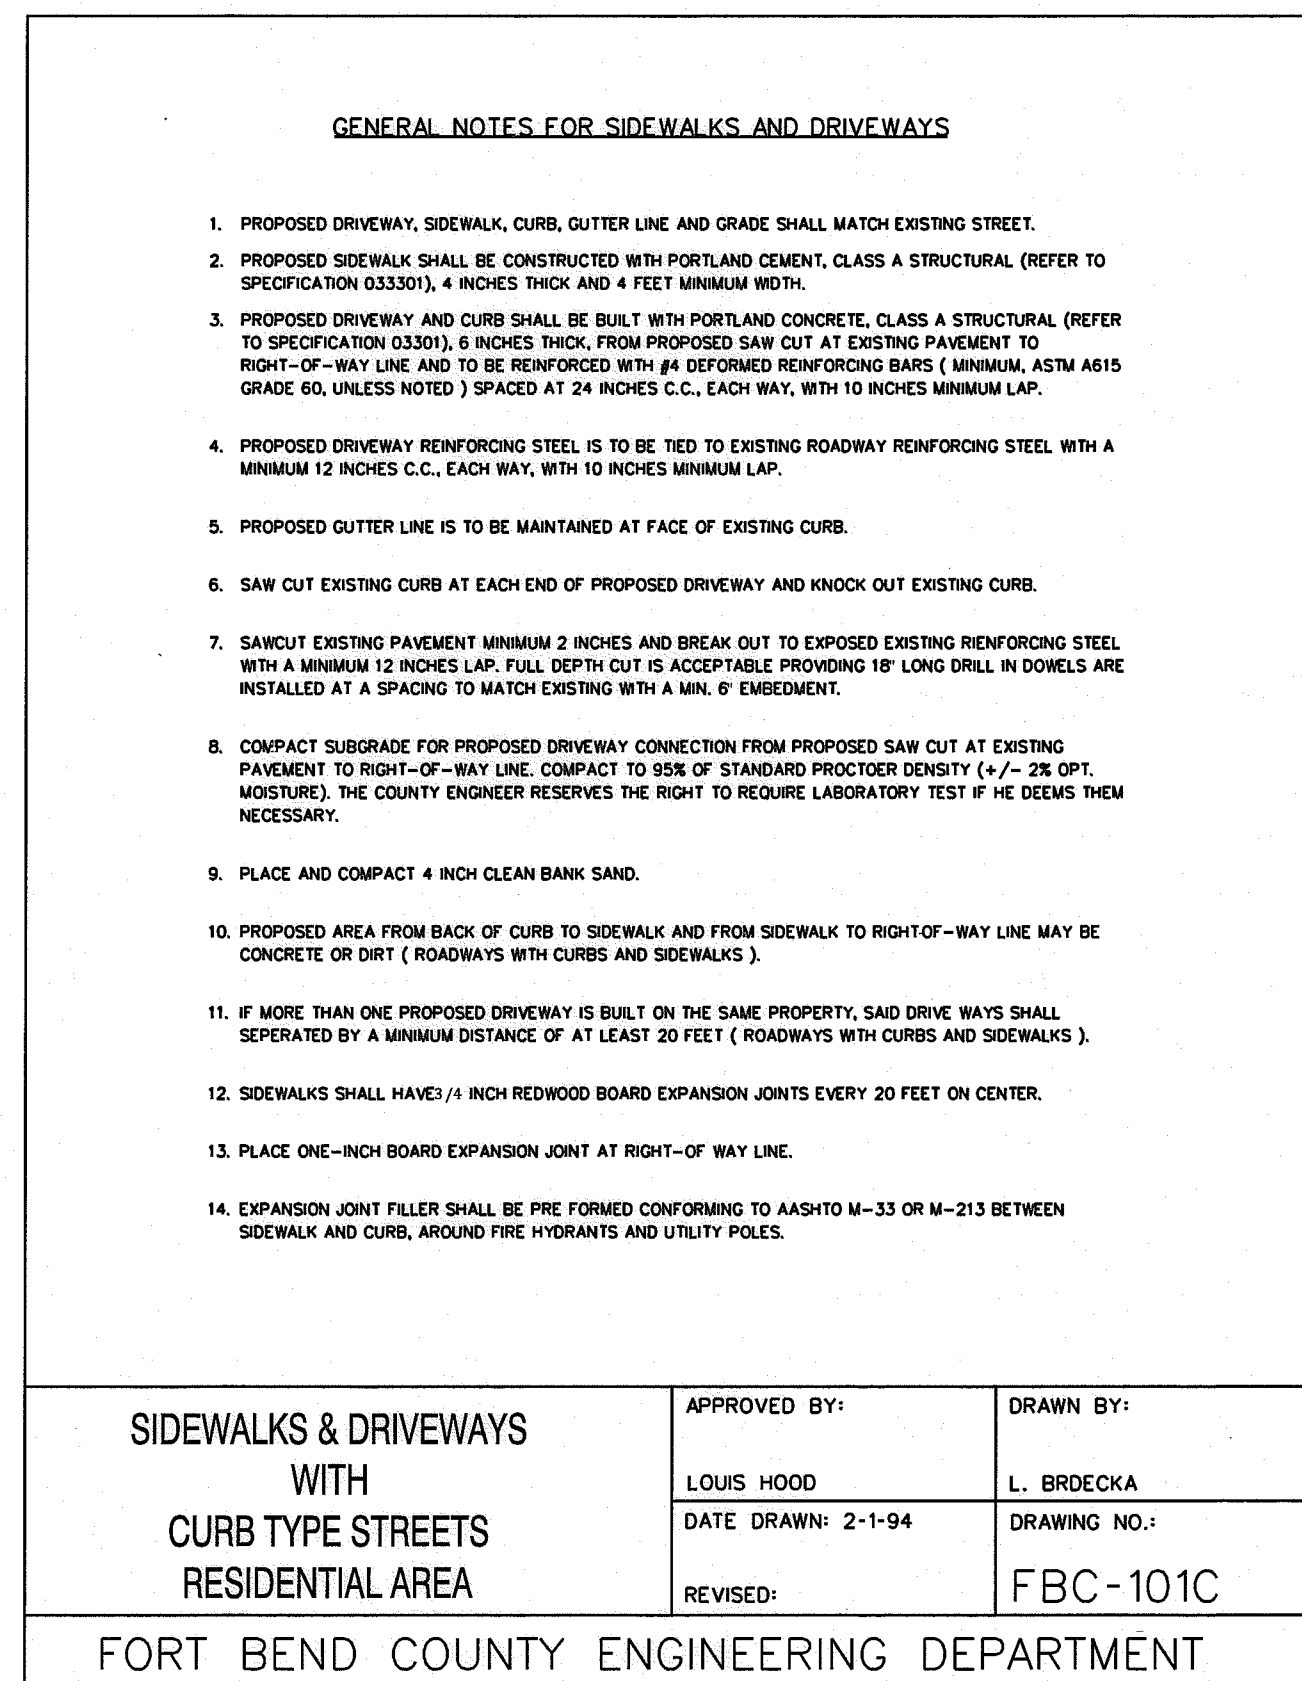 GENERAL NOTES FOR SIDEWALKS AND DRIVEWAYS
1. PROPOSED DRIVEWAY, SIDEWALK, CURB, GUTTER LINE AND GRADE SHALL MATCH EXISTING STREET.
2. PROPOSED SIDEWALK SHALL BE CONSTRUCTED WITH PORTLAND CEMENT, CLASS A STRUCTURAL (REFER TO
SPECIFICATION 033301), 4 INCHES THICK AND 4 FEET MINIMUM WIDTH.
3. PROPOSED DRIVEWAY AND CURB SHALL BE BUILT WITH PORTLAND CONCRETE, CLASS A STRUCTURAL (REFER
TO SPECIFICATION 03301), 6 INCHES THICK, FROM PROPOSED SAW CUT AT EXISTING PAVEMENT TO
RIGHT-OF-WAY LINE AND TO BE REINFORCED WITH #4 DEFORMED REINFORCING BARS ( MINIMUM, ASTM A615
GRADE 60, UNLESS NOTED ) SPACED AT 24 INCHES C.C., EACH WAY, WITH 10 INCHES MINIMUM LAP.
4. PROPOSED DRIVEWAY REINFORCING STEEL IS TO BE TIED TO EXISTING ROADWAY REINFORCING STEEL WITH A
MINIMUM 12 INCHES C.C., EACH WAY, WITH 10 INCHES MINIMUM LAP.
5. PROPOSED GUTTER LINE IS TO BE MAINTAINED AT FACE OF EXISTING CURB.
6. SAW CUT EXISTING CURB AT EACH END OF PROPOSED DRIVEWAY AND KNOCK OUT EXISTING CURB.
7. SAWCUT EXISTING PAVEMENT MINIMUM 2 INCHES AND BREAK OUT TO EXPOSED EXISTING RIENFORCING STEEL
WITH A MINIMUM 12 INCHES LAP. FULL DEPTH CUT IS ACCEPTABLE PROVIDING 18" LONG DRILL IN DOWELS ARE
INSTALLED AT A SPACING TO MATCH EXISTING WITH A MIN. 6" EMBEDMENT.
8. COMPACT SUBGRADE FOR PROPOSED DRIVEWAY CONNECTION FROM PROPOSED SAW CUT AT EXISTING
PAVEMENT TO RIGHT-OF-WAY LINE. COMPACT TO 95% OF STANDARD PROCTOER DENSITY (+/- 2% OPT.
MOISTURE). THE COUNTY ENGINEER RESERVES THE RIGHT TO REQUIRE LABORATORY TEST IF HE DEEMS THEM
NECESSARY.
9. PLACE AND COMPACT 4 INCH CLEAN BANK SAND.
10. PROPOSED AREA FROM BACK OF CURB TO SIDEWALK AND FROM SIDEWALK TO RIGHT-OF-WAY LINE MAY BE
CONCRETE OR DIRT ( ROADWAYS WITH CURBS AND SIDEWALKS ).
11. IF MORE THAN ONE PROPOSED DRIVEWAY IS BUILT ON THE SAME PROPERTY, SAID DRIVE WAYS SHALL
SEPERATED BY A MINIMUM DISTANCE OF AT LEAST 20 FEET ( ROADWAYS WITH CURBS AND SIDEWALKS ).
12. SIDEWALKS SHALL HAVE 3/4 INCH REDWOOD BOARD EXPANSION JOINTS EVERY 20 FEET ON CENTER.
13. PLACE ONE-INCH BOARD EXPANSION JOINT AT RIGHT-OF WAY LINE.
14. EXPANSION JOINT FILLER SHALL BE PRE FORMED CONFORMING TO AASHTO M-33 OR M-213 BETWEEN
SIDEWALK AND CURB, AROUND FIRE HYDRANTS AND UTILITY POLES.
SIDEWALKS & DRIVEWAYS
WITH
CURB TYPE STREETS
RESIDENTIAL AREA
APPROVED BY:
LOUIS HOOD
DRAWN BY:
L. BRDECKA
DATE DRAWN: 2-1-94
REVISED:
DRAWING NO.:
FBC-101C
FORT BEND COUNTY ENGINEERING DEPARTMENT